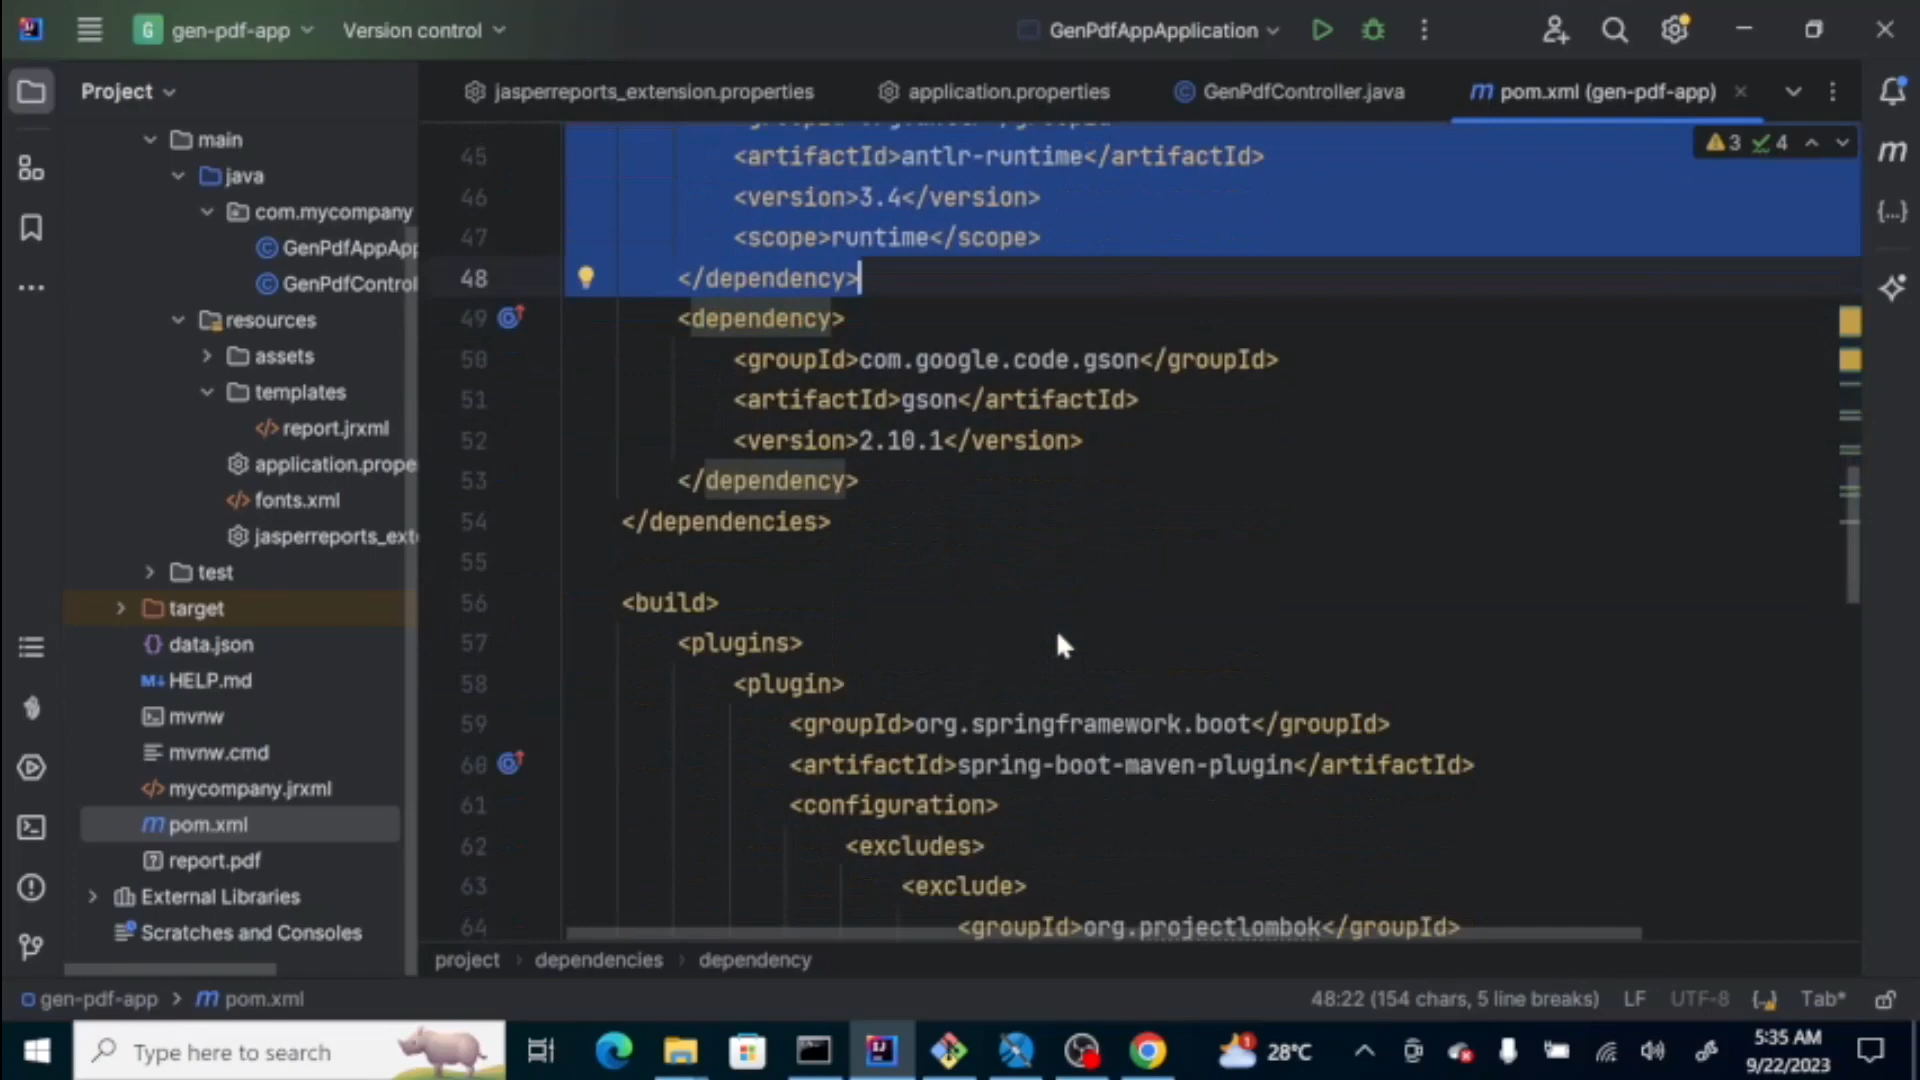 G gen-pdf-app Version control GenPdfAppApplication
Project jasperreports_extension.properties application.properties GenPdfController.java m pom.xml (gen-pdf-app)
3 4
main
java
com.mycompany
GenPdfAppApp
GenPdfControl
resources
assets
templates
report.jrxml
application.prope
fonts.xml
jasperreports_ext
test
target
data.json
HELP.md
mvnw
mvnw.cmd
mycompany.jrxml
pom.xml
report.pdf
External Libraries
Scratches and Consoles
45 <artifactId>antlr-runtime</artifactId>
46 <version>3.4</version>
47 <scope>runtime</scope>
48 </dependency>
49 <dependency>
50 <groupId>com.google.code.gson</groupId>
51 <artifactId>gson</artifactId>
52 <version>2.10.1</version>
53 </dependency>
54 </dependencies>
55
56 <build>
57 <plugins>
58 <plugin>
59 <groupId>org.springframework.boot</groupId>
60 <artifactId>spring-boot-maven-plugin</artifactId>
61 <configuration>
62 <excludes>
63 <exclude>
64 <groupId>org.projectlombok</groupId>
project › dependencies › dependency
gen-pdf-app > m pom.xml 48:22 (154 chars, 5 line breaks) LF UTF-8 Tab*
Type here to search 1 28°C 5:35 AM
9/22/2023